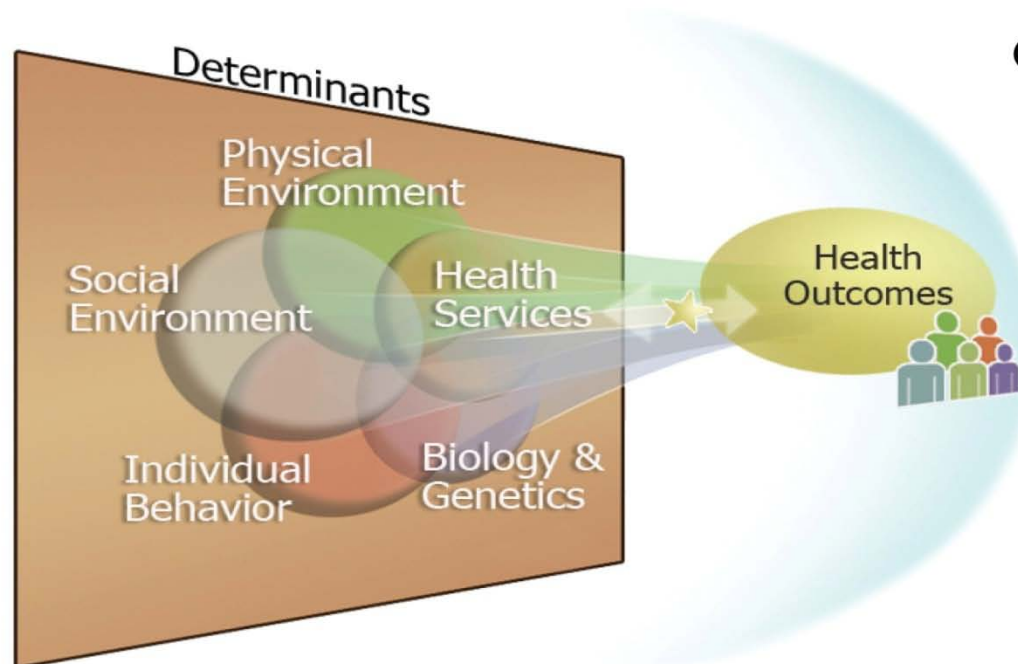 Determinants
Physical
Environment
Social
Environment
Health
Services
Individual
Behavior
Biology &
Genetics
Health
Outcomes